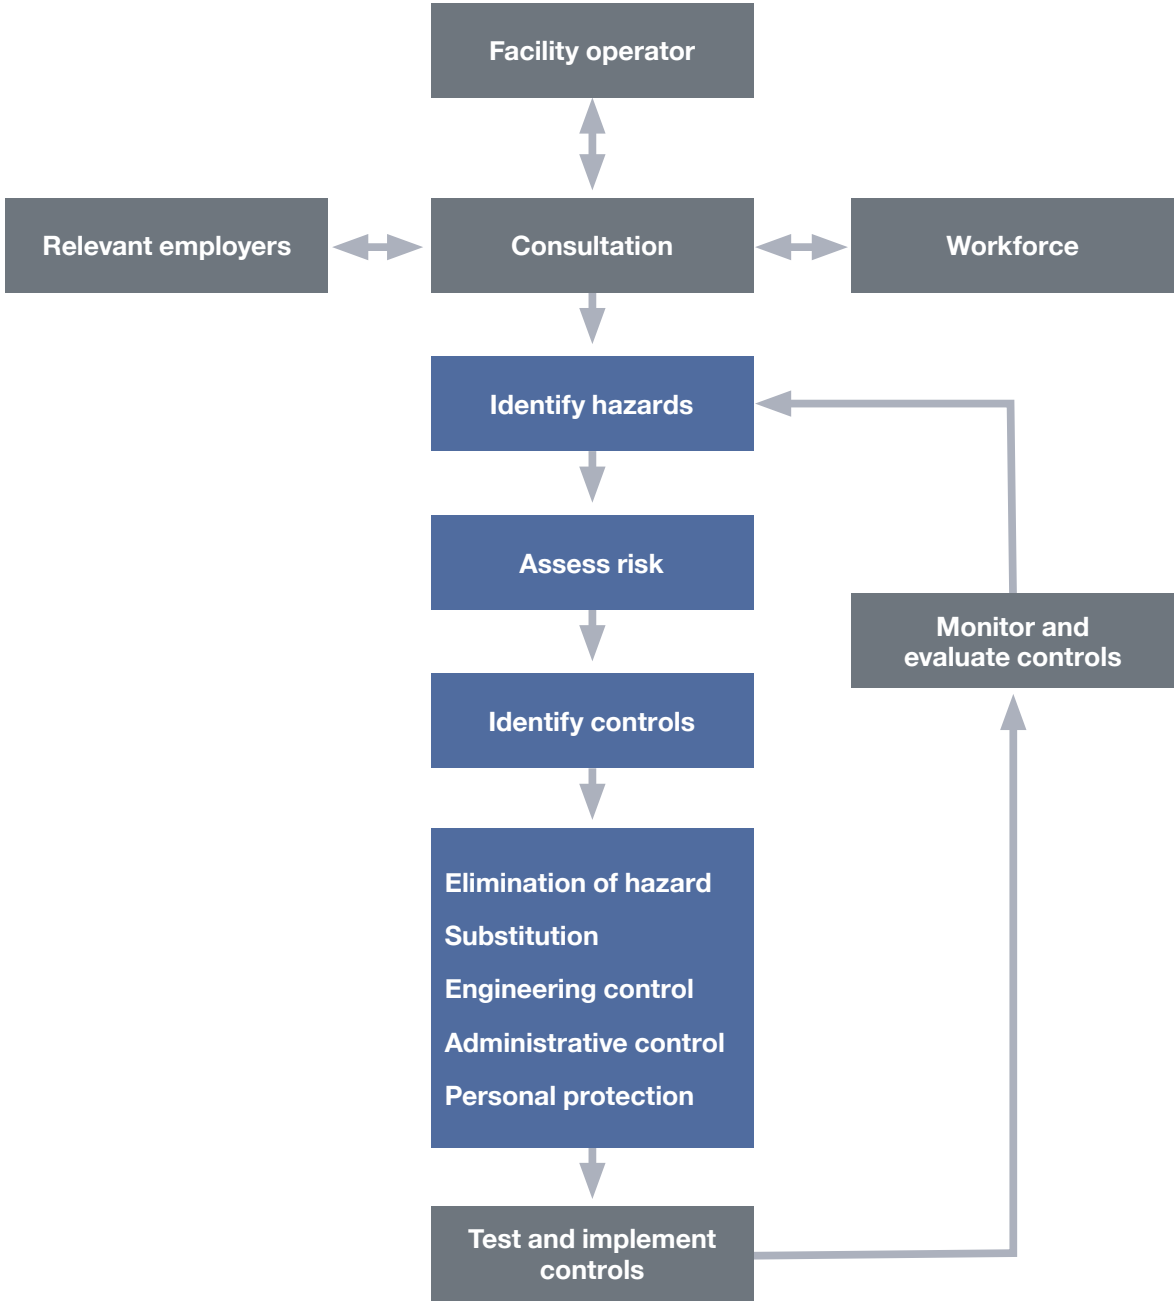 Facility operator
Relevant employers
Consultation
Workforce
Identify hazards
Assess risk
Monitor and
evaluate controls
Identify controls
Elimination of hazard
Substitution
Engineering control
Administrative control
Personal protection
Test and implement
controls